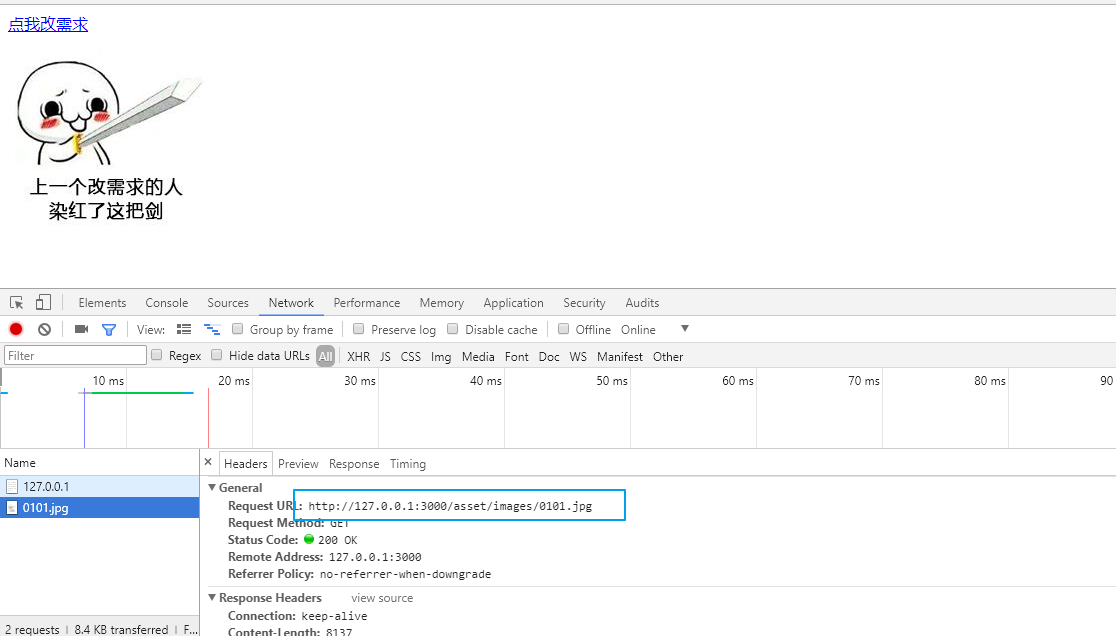 点我改需求
上一个改需求的人
染红了这把剑
Elements Console Sources Network Performance Memory Application Security Audits
View: Group by frame Preserve log Disable cache Offline Online
Filter Regex Hide data URLs All XHR JS CSS Img Media Font Doc WS Manifest Other
10 ms 20 ms 30 ms 40 ms 50 ms 60 ms 70 ms 80 ms 90
Name
127.0.0.1
0101.jpg
2 requests | 8.4 KB transferred | F...
× Headers Preview Response Timing
General
Request URL: http://127.0.0.1:3000/asset/images/0101.jpg
Request Method: GET
Status Code: 200 OK
Remote Address: 127.0.0.1:3000
Referrer Policy: no-referrer-when-downgrade
Response Headers view source
Connection: keep-alive
Content-Length: 8137